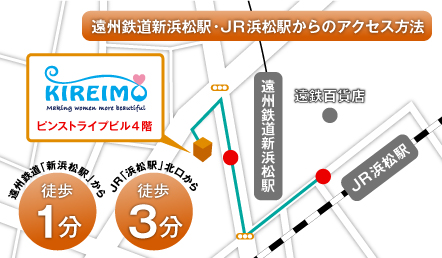 遠州鉄道新浜松駅・JR浜松駅からのアクセス方法
KIREIMO
Making women more beautiful
ピンストライプビル4階
遠州鉄道新浜松駅
遠鉄百貨店
JR浜松駅
遠州鉄道「新浜松駅」から
徒歩
1分
JR「浜松駅」北口から
徒歩
3分